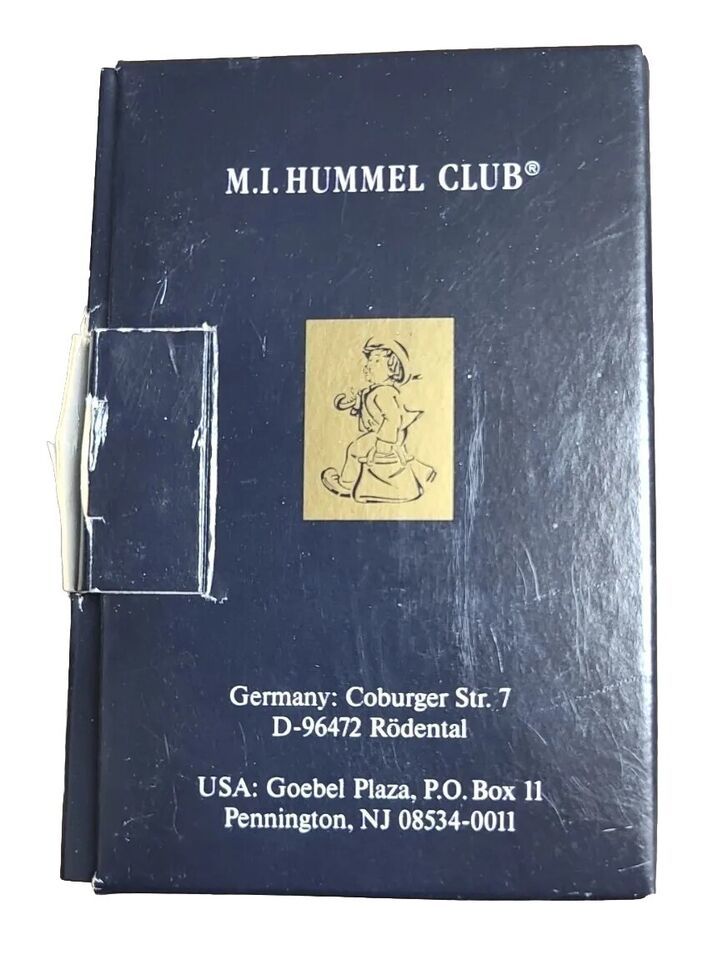 M.I. HUMMEL CLUB®
Germany: Coburger Str. 7
D-96472 Rödental
USA: Goebel Plaza, P.O. Box 11
Pennington, NJ 08534-0011